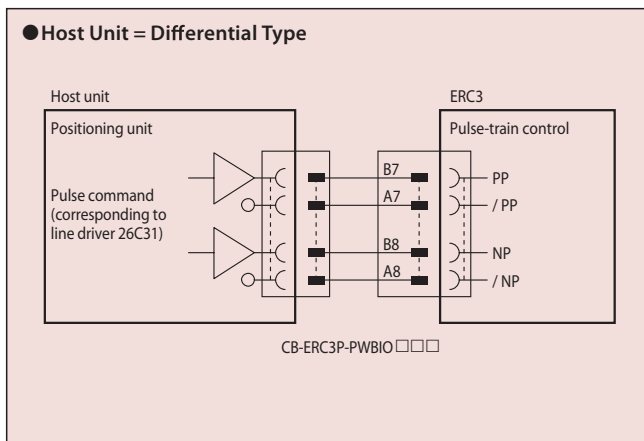 ●Host Unit = Differential Type
Host unit
ERC3
Positioning unit
Pulse-train control
Pulse command
(corresponding to
line driver 26C31)
B7
PP
A7
/ PP
B8
NP
A8
/ NP
CB-ERC3P-PWBIO□□□